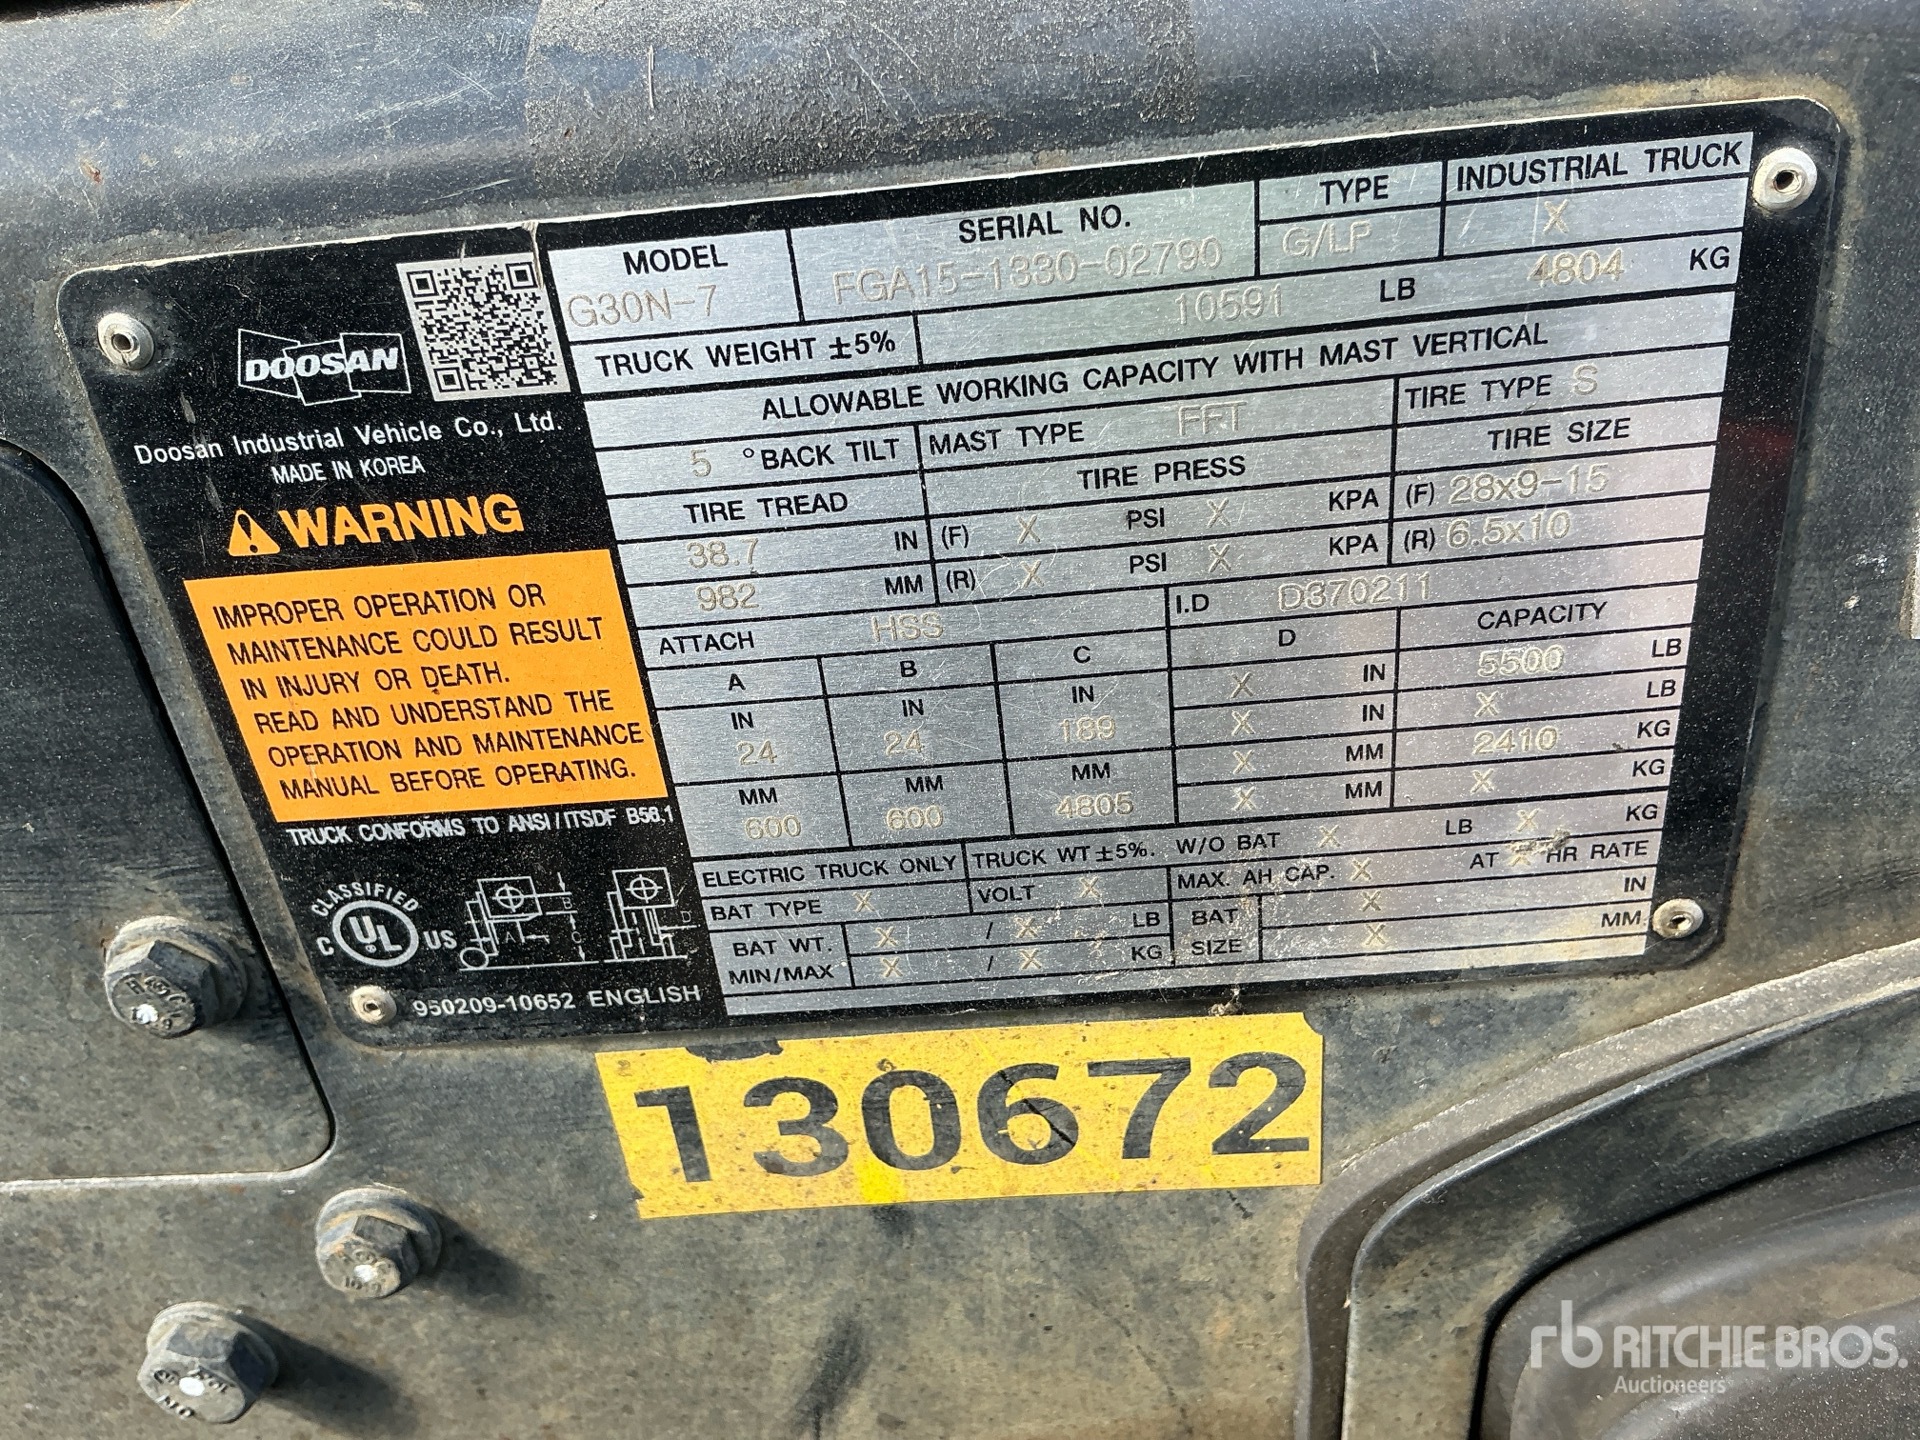 DOOSAN
Doosan Industrial Vehicle Co., Ltd.
MADE IN KOREA
WARNING
IMPROPER OPERATION OR
MAINTENANCE COULD RESULT
IN INJURY OR DEATH.
READ AND UNDERSTAND THE
OPERATION AND MAINTENANCE
MANUAL BEFORE OPERATING.
TRUCK CONFORMS TO ANSI / ITSDF B56.1
CLASSIFIED
C UL US
A B C D
950209-10652 ENGLISH
MODEL SERIAL NO. TYPE INDUSTRIAL TRUCK
G30N-7 FGA15-1330-02790 G/LP X
TRUCK WEIGHT ±5% 10591 LB 4804 KG
ALLOWABLE WORKING CAPACITY WITH MAST VERTICAL
5 °BACK TILT MAST TYPE FFT TIRE TYPE S
TIRE TREAD TIRE PRESS TIRE SIZE
38.7 IN (F) X PSI X KPA (F) 28x9-15
982 MM (R) X PSI X KPA (R) 6.5x10
ATTACH HSS I.D D370211
A B C D CAPACITY
IN IN IN X IN 5500 LB
24 24 189 X IN X LB
MM MM MM X MM 2410 KG
600 600 4805 X MM X KG
ELECTRIC TRUCK ONLY TRUCK WT ±5%. W/O BAT X LB X KG
BAT TYPE X VOLT X MAX. AH CAP. X AT X HR RATE
BAT WT. X / X LB BAT X IN
MIN/MAX X / X KG SIZE X MM
130672
rb RITCHIE BROS.
Auctioneers